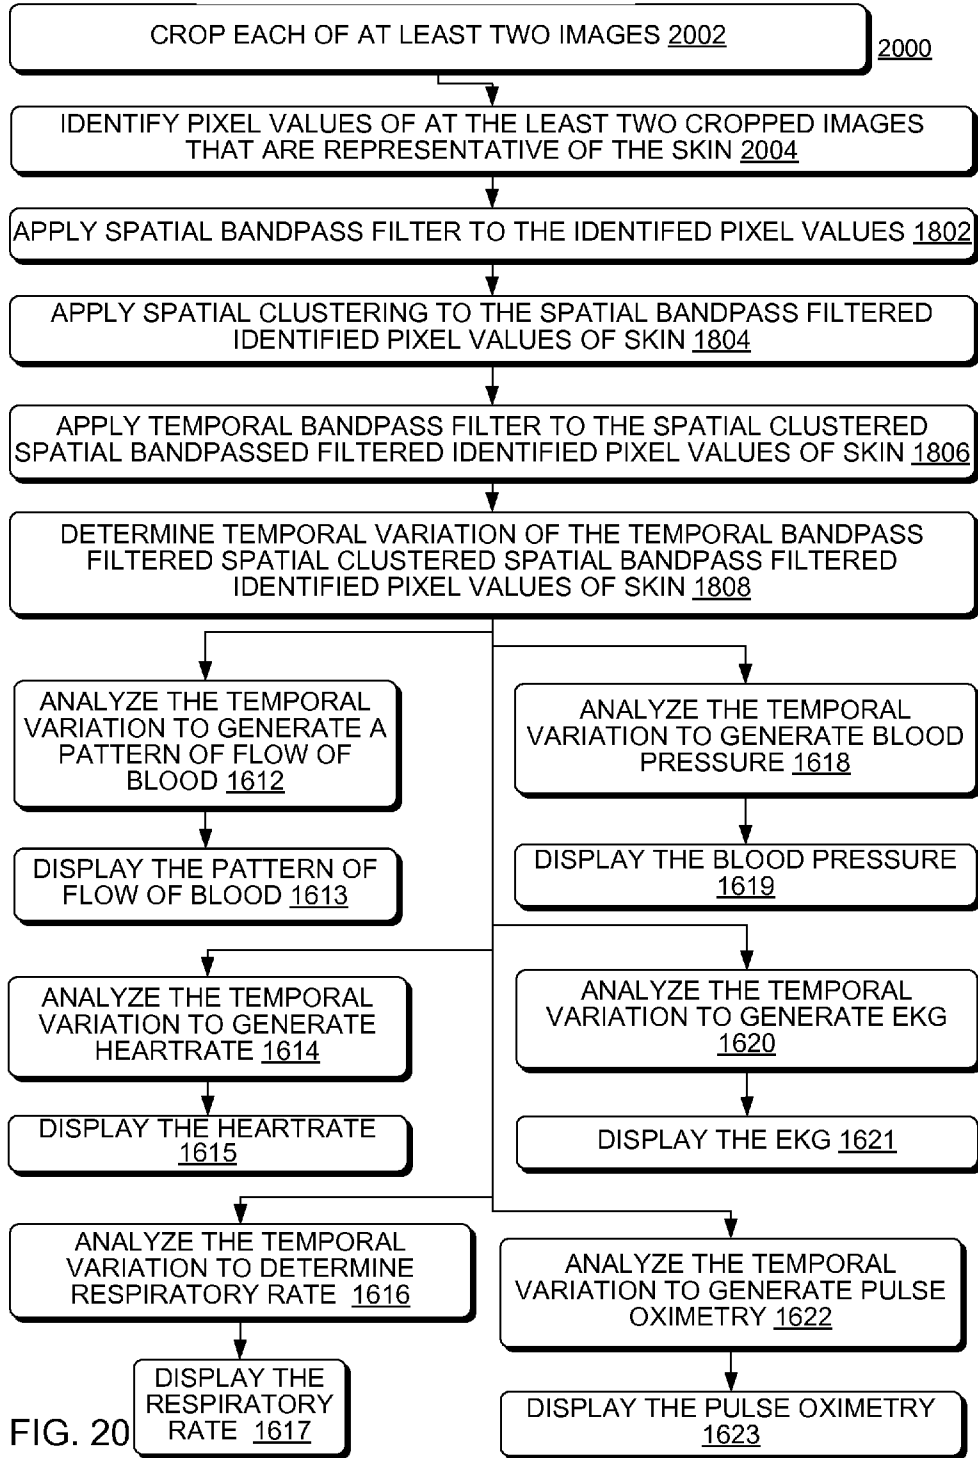 CROP EACH OF AT LEAST TWO IMAGES 2002
2000
IDENTIFY PIXEL VALUES OF AT THE LEAST TWO CROPPED IMAGES
THAT ARE REPRESENTATIVE OF THE SKIN 2004
APPLY SPATIAL BANDPASS FILTER TO THE IDENTIFED PIXEL VALUES 1802
APPLY SPATIAL CLUSTERING TO THE SPATIAL BANDPASS FILTERED
IDENTIFIED PIXEL VALUES OF SKIN 1804
APPLY TEMPORAL BANDPASS FILTER TO THE SPATIAL CLUSTERED
SPATIAL BANDPASSED FILTERED IDENTIFIED PIXEL VALUES OF SKIN 1806
DETERMINE TEMPORAL VARIATION OF THE TEMPORAL BANDPASS
FILTERED SPATIAL CLUSTERED SPATIAL BANDPASS FILTERED
IDENTIFIED PIXEL VALUES OF SKIN 1808
ANALYZE THE TEMPORAL
VARIATION TO GENERATE A
PATTERN OF FLOW OF
BLOOD 1612
ANALYZE THE TEMPORAL
VARIATION TO GENERATE BLOOD
PRESSURE 1618
DISPLAY THE PATTERN OF
FLOW OF BLOOD 1613
DISPLAY THE BLOOD PRESSURE
1619
ANALYZE THE TEMPORAL
VARIATION TO GENERATE
HEARTRATE 1614
ANALYZE THE TEMPORAL
VARIATION TO GENERATE EKG
1620
DISPLAY THE HEARTRATE
1615
DISPLAY THE EKG 1621
ANALYZE THE TEMPORAL
VARIATION TO DETERMINE
RESPIRATORY RATE 1616
ANALYZE THE TEMPORAL
VARIATION TO GENERATE PULSE
OXIMETRY 1622
DISPLAY THE
RESPIRATORY
RATE 1617
DISPLAY THE PULSE OXIMETRY
1623
FIG. 20